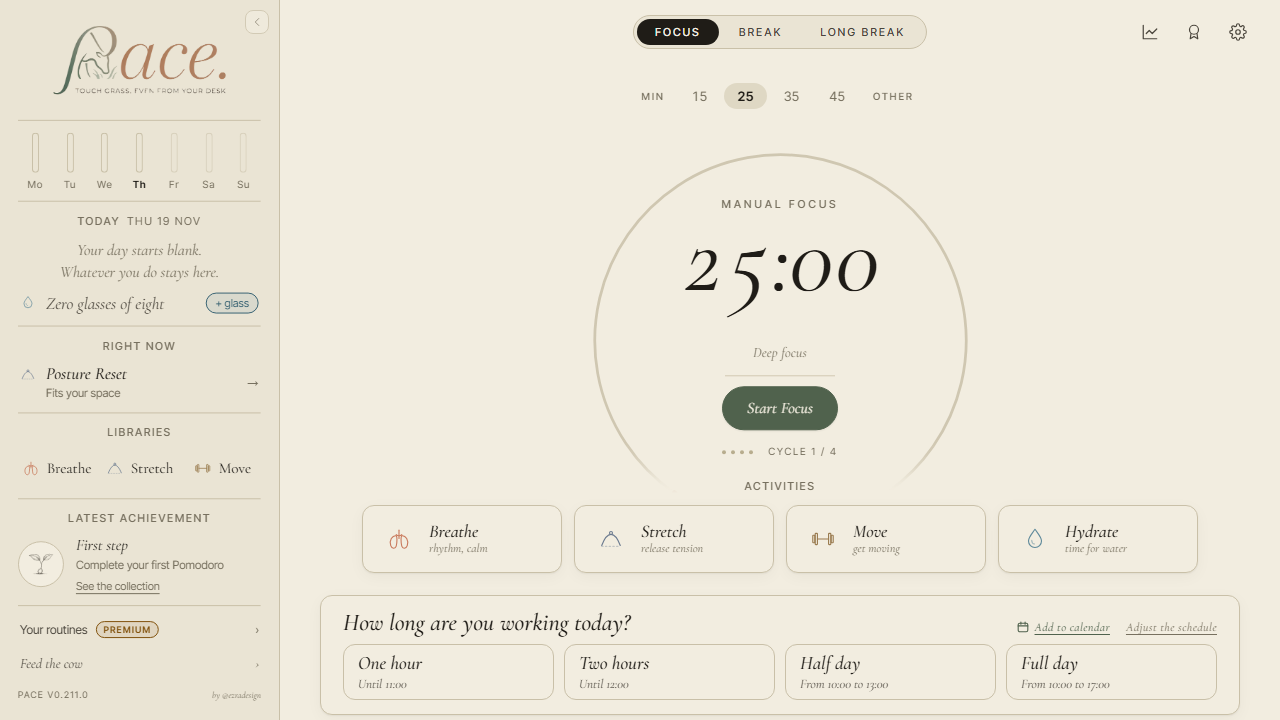 Pace.
TOUCH GRASS. EVEN FROM YOUR DESK
Mo Tu We Th Fr Sa Su
TODAY THU 19 NOV
Your day starts blank.
Whatever you do stays here.
Zero glasses of eight
+ glass
RIGHT NOW
Posture Reset
Fits your space
→
LIBRARIES
Breathe Stretch Move
LATEST ACHIEVEMENT
First step
Complete your first Pomodoro
See the collection
Your routines PREMIUM ›
Feed the cow ›
PACE V0.211.0 by @ezradesign
FOCUS BREAK LONG BREAK
MIN 15 25 35 45 OTHER
MANUAL FOCUS
25:00
Deep focus
Start Focus
CYCLE 1 / 4
ACTIVITIES
Breathe
rhythm, calm
Stretch
release tension
Move
get moving
Hydrate
time for water
How long are you working today?
Add to calendar Adjust the schedule
One hour
Until 11:00
Two hours
Until 12:00
Half day
From 10:00 to 13:00
Full day
From 10:00 to 17:00